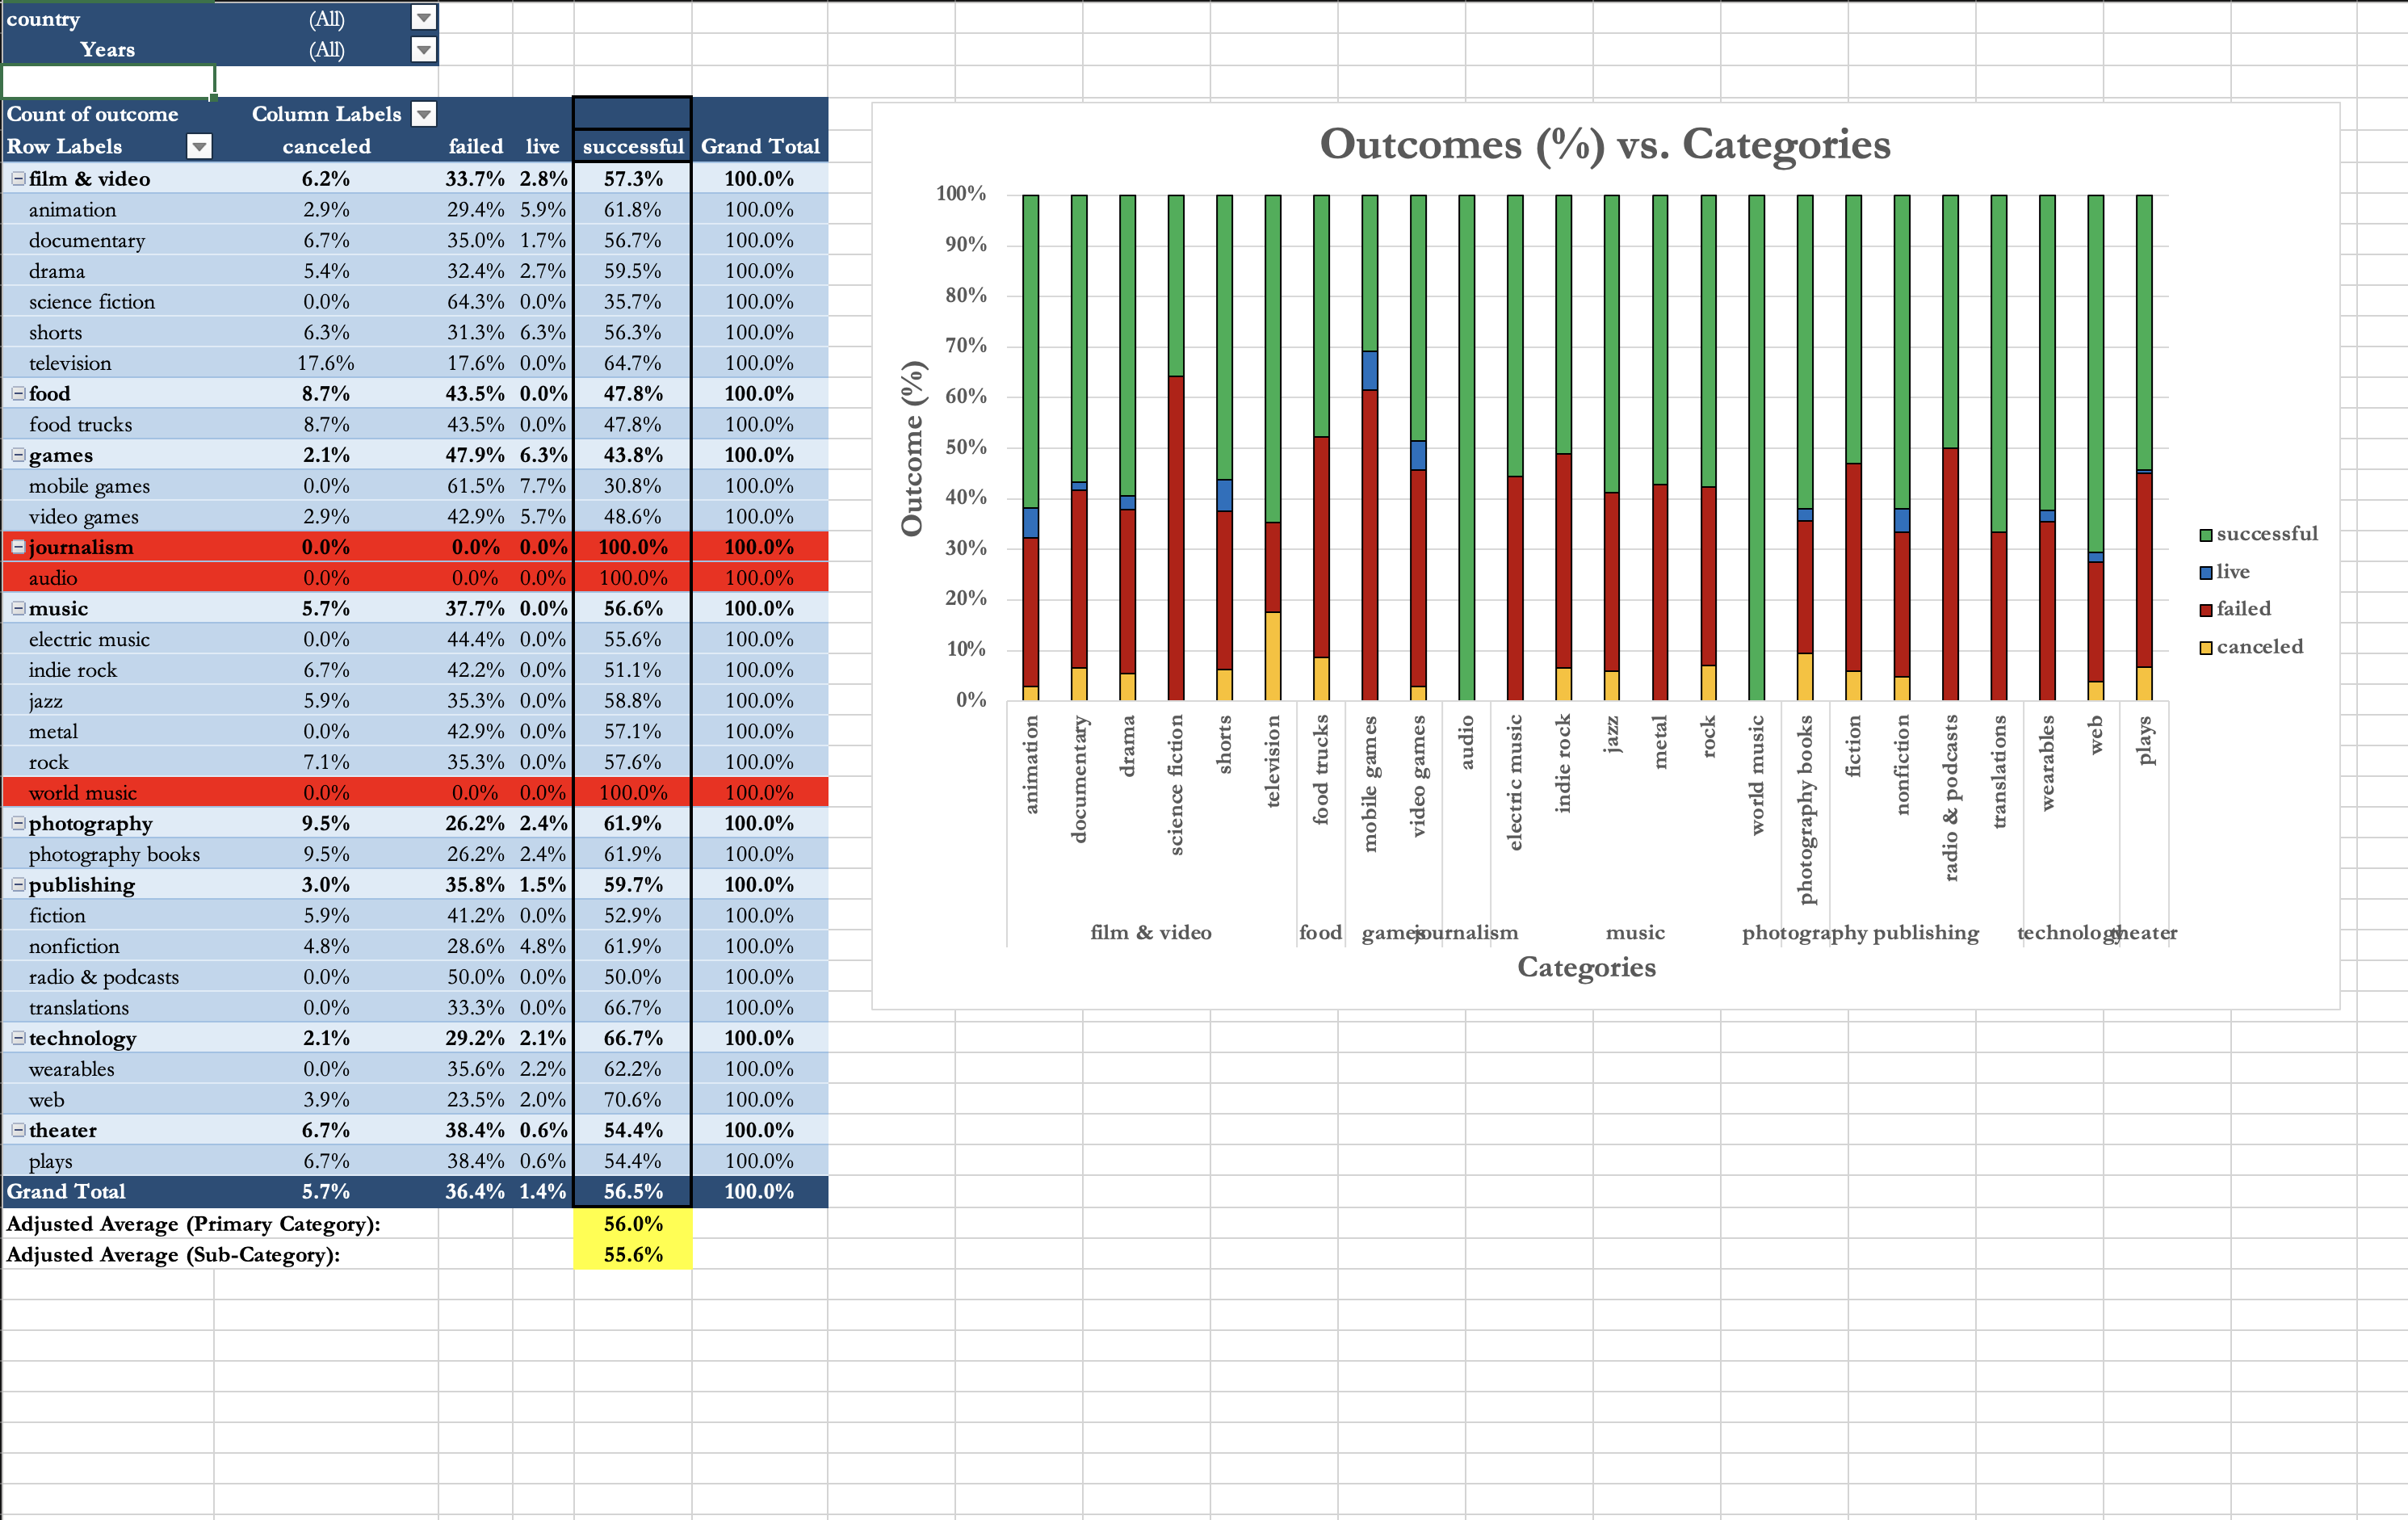 country (All)
Years (All)
Count of outcome Column Labels
Row Labels canceled failed live successful Grand Total
film & video 6.2% 33.7% 2.8% 57.3% 100.0%
animation 2.9% 29.4% 5.9% 61.8% 100.0%
documentary 6.7% 35.0% 1.7% 56.7% 100.0%
drama 5.4% 32.4% 2.7% 59.5% 100.0%
science fiction 0.0% 64.3% 0.0% 35.7% 100.0%
shorts 6.3% 31.3% 6.3% 56.3% 100.0%
television 17.6% 17.6% 0.0% 64.7% 100.0%
food 8.7% 43.5% 0.0% 47.8% 100.0%
food trucks 8.7% 43.5% 0.0% 47.8% 100.0%
games 2.1% 47.9% 6.3% 43.8% 100.0%
mobile games 0.0% 61.5% 7.7% 30.8% 100.0%
video games 2.9% 42.9% 5.7% 48.6% 100.0%
journalism 0.0% 0.0% 0.0% 100.0% 100.0%
audio 0.0% 0.0% 0.0% 100.0% 100.0%
music 5.7% 37.7% 0.0% 56.6% 100.0%
electric music 0.0% 44.4% 0.0% 55.6% 100.0%
indie rock 6.7% 42.2% 0.0% 51.1% 100.0%
jazz 5.9% 35.3% 0.0% 58.8% 100.0%
metal 0.0% 42.9% 0.0% 57.1% 100.0%
rock 7.1% 35.3% 0.0% 57.6% 100.0%
world music 0.0% 0.0% 0.0% 100.0% 100.0%
photography 9.5% 26.2% 2.4% 61.9% 100.0%
photography books 9.5% 26.2% 2.4% 61.9% 100.0%
publishing 3.0% 35.8% 1.5% 59.7% 100.0%
fiction 5.9% 41.2% 0.0% 52.9% 100.0%
nonfiction 4.8% 28.6% 4.8% 61.9% 100.0%
radio & podcasts 0.0% 50.0% 0.0% 50.0% 100.0%
translations 0.0% 33.3% 0.0% 66.7% 100.0%
technology 2.1% 29.2% 2.1% 66.7% 100.0%
wearables 0.0% 35.6% 2.2% 62.2% 100.0%
web 3.9% 23.5% 2.0% 70.6% 100.0%
theater 6.7% 38.4% 0.6% 54.4% 100.0%
plays 6.7% 38.4% 0.6% 54.4% 100.0%
Grand Total 5.7% 36.4% 1.4% 56.5% 100.0%
Adjusted Average (Primary Category): 56.0%
Adjusted Average (Sub-Category): 55.6%
Outcomes (%) vs. Categories
Outcome (%)
100%
90%
80%
70%
60%
50%
40%
30%
20%
10%
0%
animation
documentary
drama
science fiction
shorts
television
food trucks
mobile games
video games
audio
electric music
indie rock
jazz
metal
rock
world music
photography books
fiction
nonfiction
radio & podcasts
translations
wearables
web
plays
film & video food games journalism music photography publishing technology theater
Categories
successful
live
failed
canceled